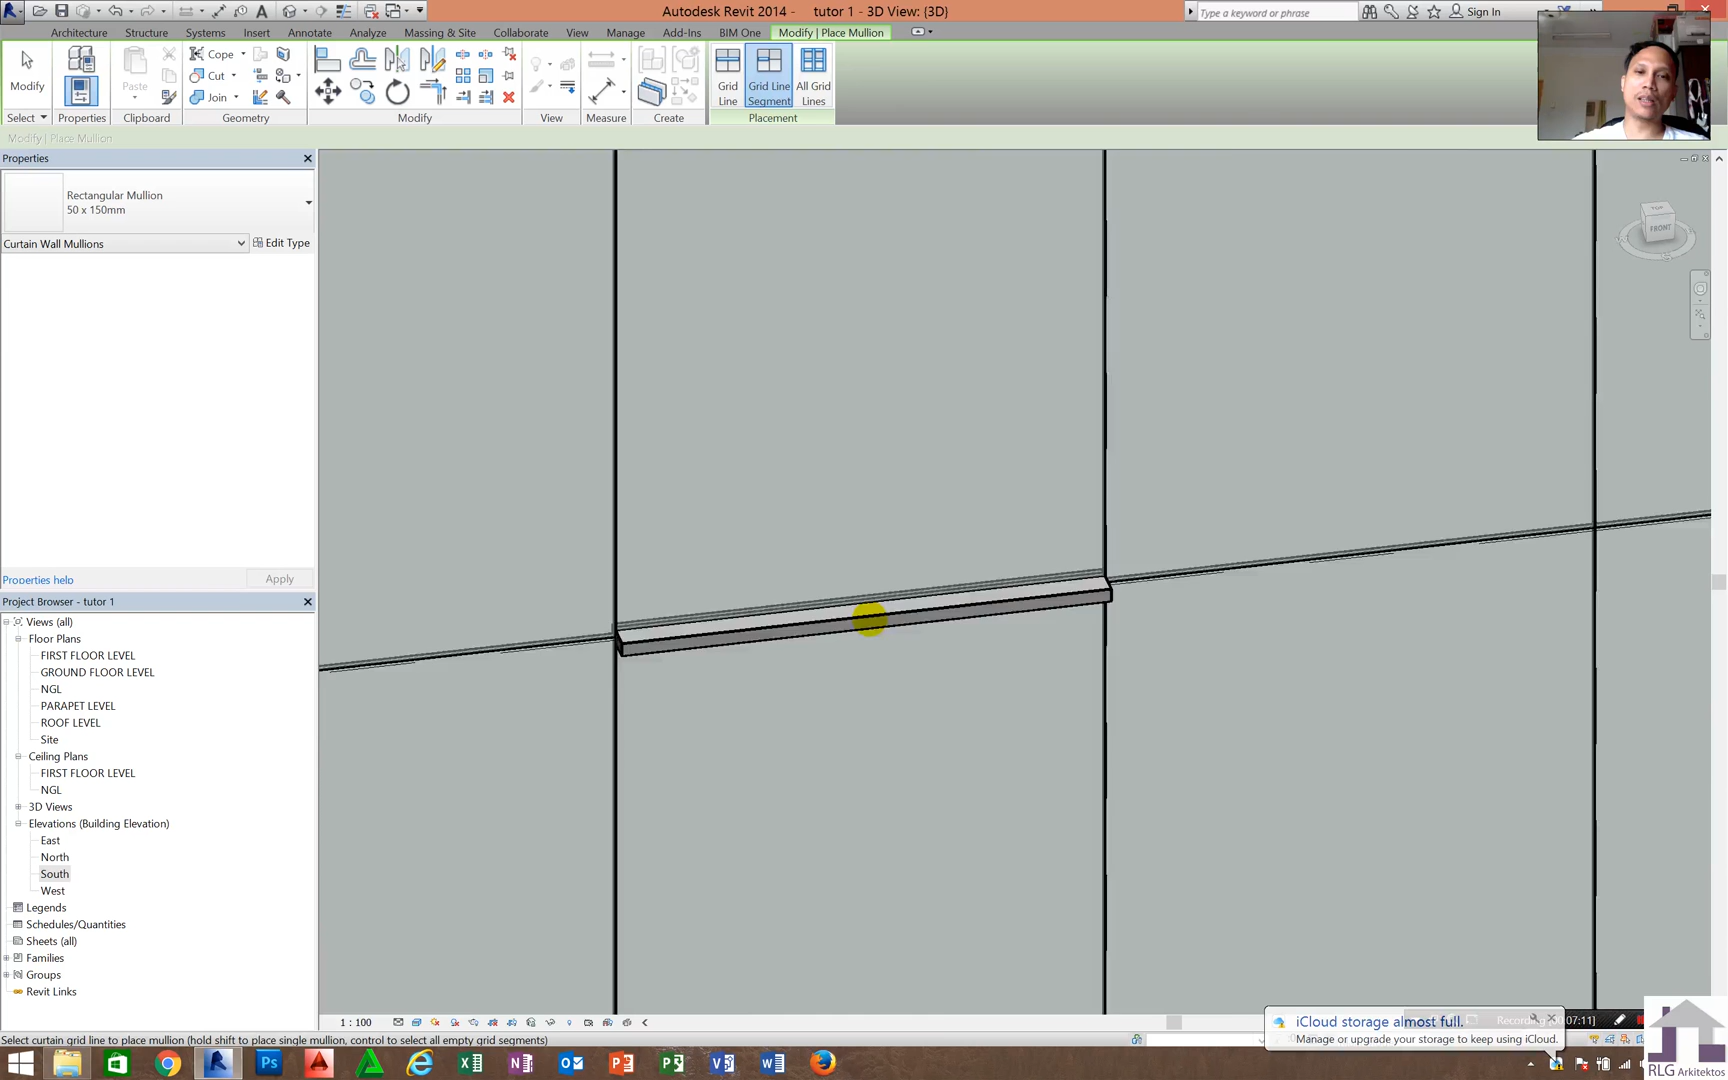 Autodesk Revit 2014 - tutor 1 - 3D View: {3D}
Type a keyword or phrase
Sign In
Architecture Structure Systems Insert Annotate Analyze Massing & Site Collaborate View Manage Add-Ins BIM One Modify | Place Mullion
Modify
Paste
Cope
Cut
Join
Grid Line
Grid Line Segment
All Grid Lines
Select Properties Clipboard Geometry Modify View Measure Create Placement
Modify | Place Mullion
Properties
Rectangular Mullion
50 x 150mm
Curtain Wall Mullions
Edit Type
Properties help
Apply
Project Browser - tutor 1
Views (all)
Floor Plans
FIRST FLOOR LEVEL
GROUND FLOOR LEVEL
NGL
PARAPET LEVEL
ROOF LEVEL
Site
Ceiling Plans
FIRST FLOOR LEVEL
NGL
3D Views
Elevations (Building Elevation)
East
North
South
West
Legends
Schedules/Quantities
Sheets (all)
Families
Groups
Revit Links
TOP
FRONT
1 : 100
Select curtain grid line to place mullion (hold shift to place single mullion, control to select all empty grid segments)
iCloud storage almost full.
Manage or upgrade your storage to keep using iCloud.
Recording [00:07:11]
RLG Arkitektos